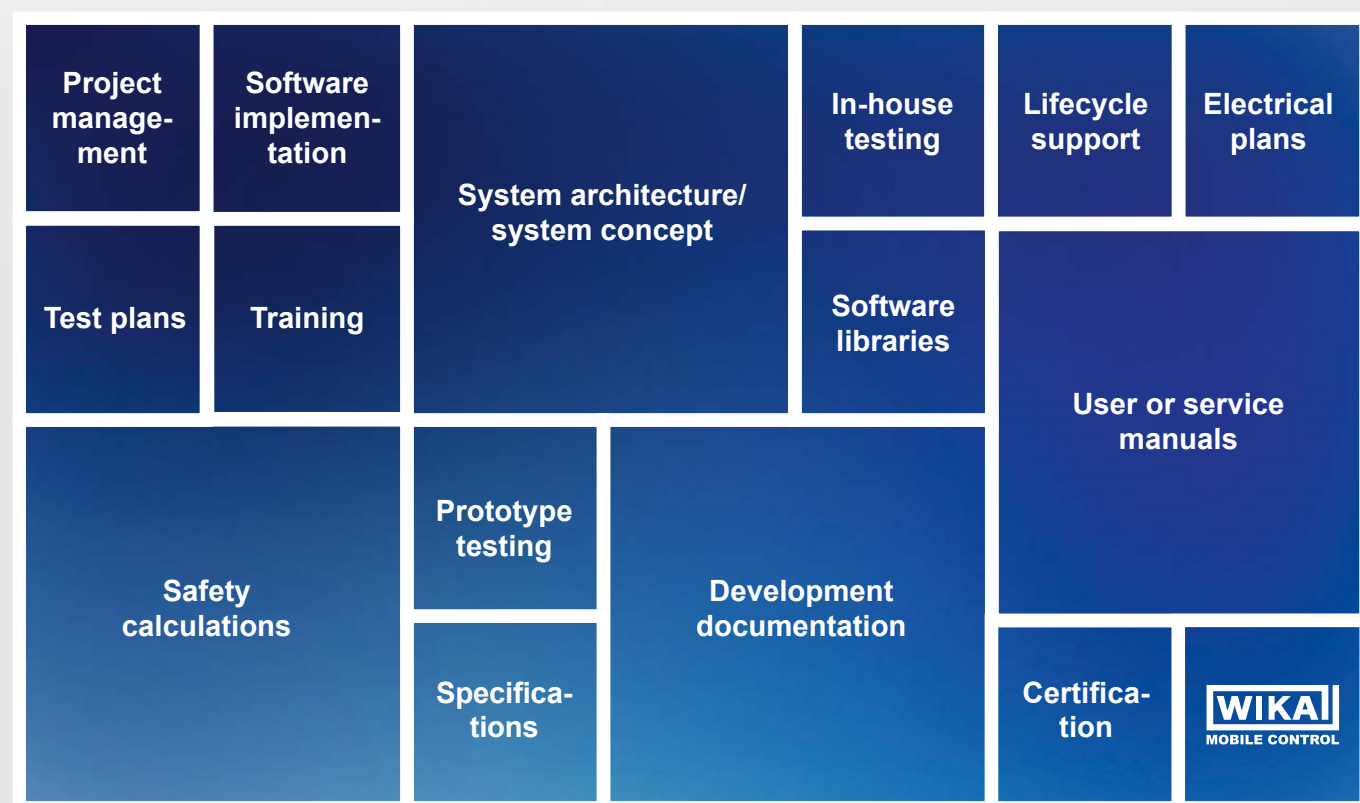 Project
manage-
ment
Software
implemen-
tation
System architecture/
system concept
In-house
testing
Lifecycle
support
Electrical
plans
Test plans
Training
Software
libraries
User or service
manuals
Safety
calculations
Prototype
testing
Development
documentation
Specifica-
tions
Certifica-
tion
WIKA
MOBILE CONTROL